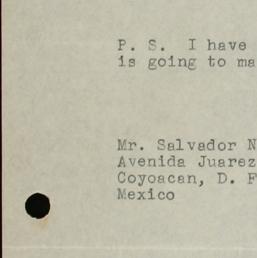 P. S. I have
is going to ma
Mr. Salvador N
Avenida Juarez
Coyoacan, D. F
Mexico